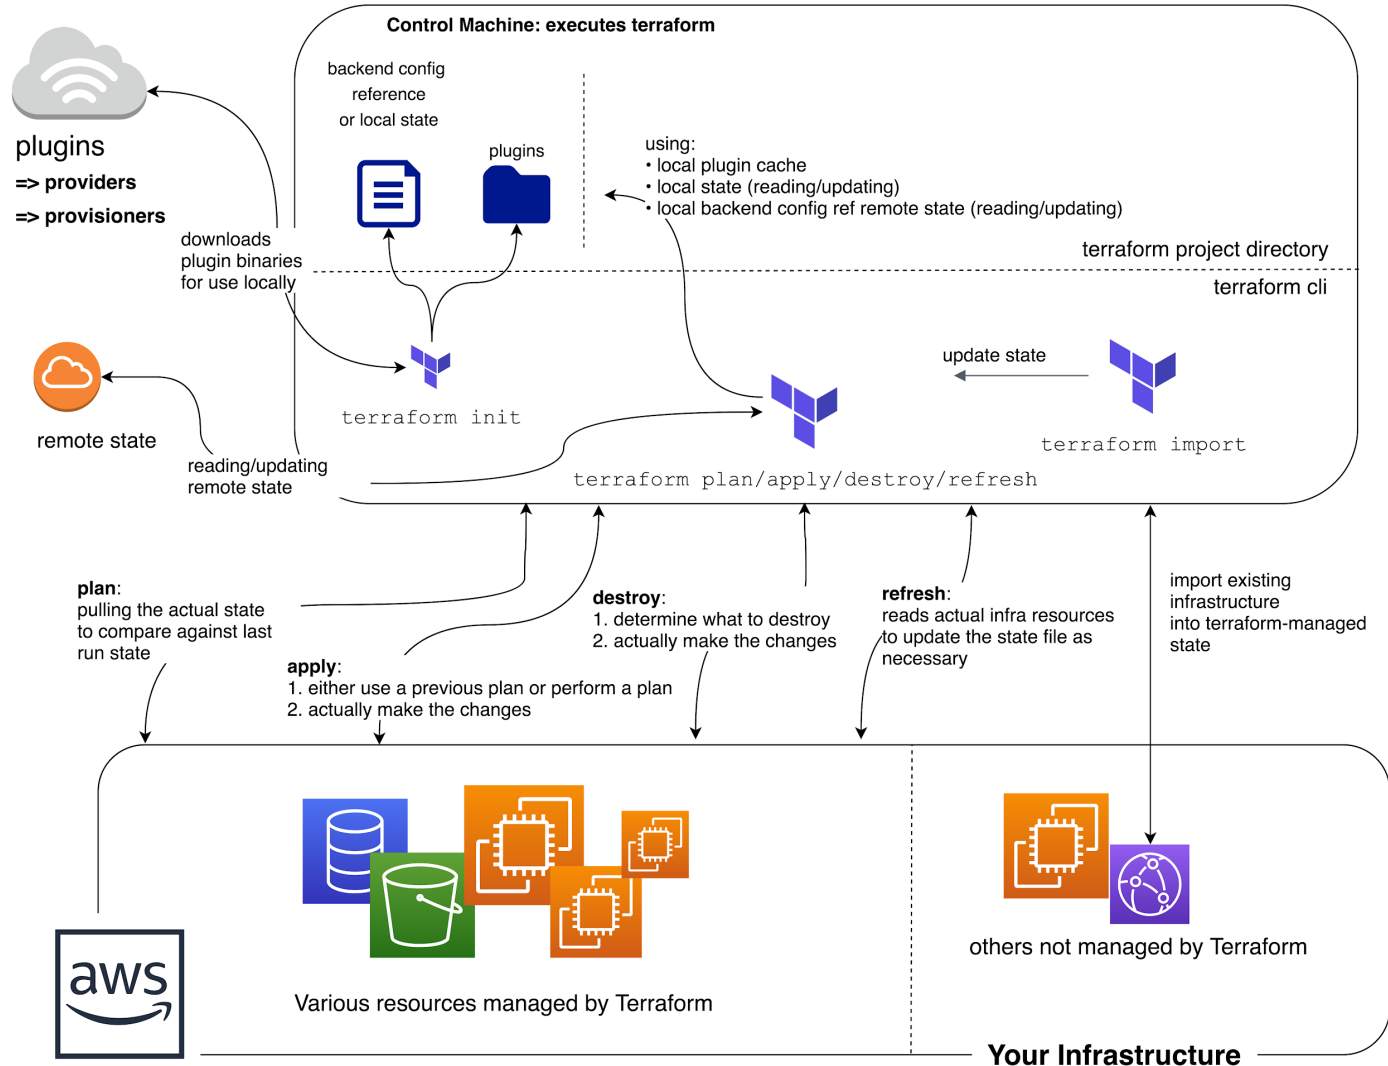 Control Machine: executes terraform
backend config
reference
or local state
plugins
using:
• local plugin cache
• local state (reading/updating)
• local backend config ref remote state (reading/updating)
plugins
=> providers
=> provisioners
downloads
plugin binaries
for use locally
terraform project directory
terraform cli
update state
terraform init
terraform import
remote state
reading/updating
remote state
terraform plan/apply/destroy/refresh
plan:
pulling the actual state
to compare against last
run state
apply:
1. either use a previous plan or perform a plan
2. actually make the changes
destroy:
1. determine what to destroy
2. actually make the changes
refresh:
reads actual infra resources
to update the state file as
necessary
import existing
infrastructure
into terraform-managed
state
aws
Various resources managed by Terraform
others not managed by Terraform
Your Infrastructure